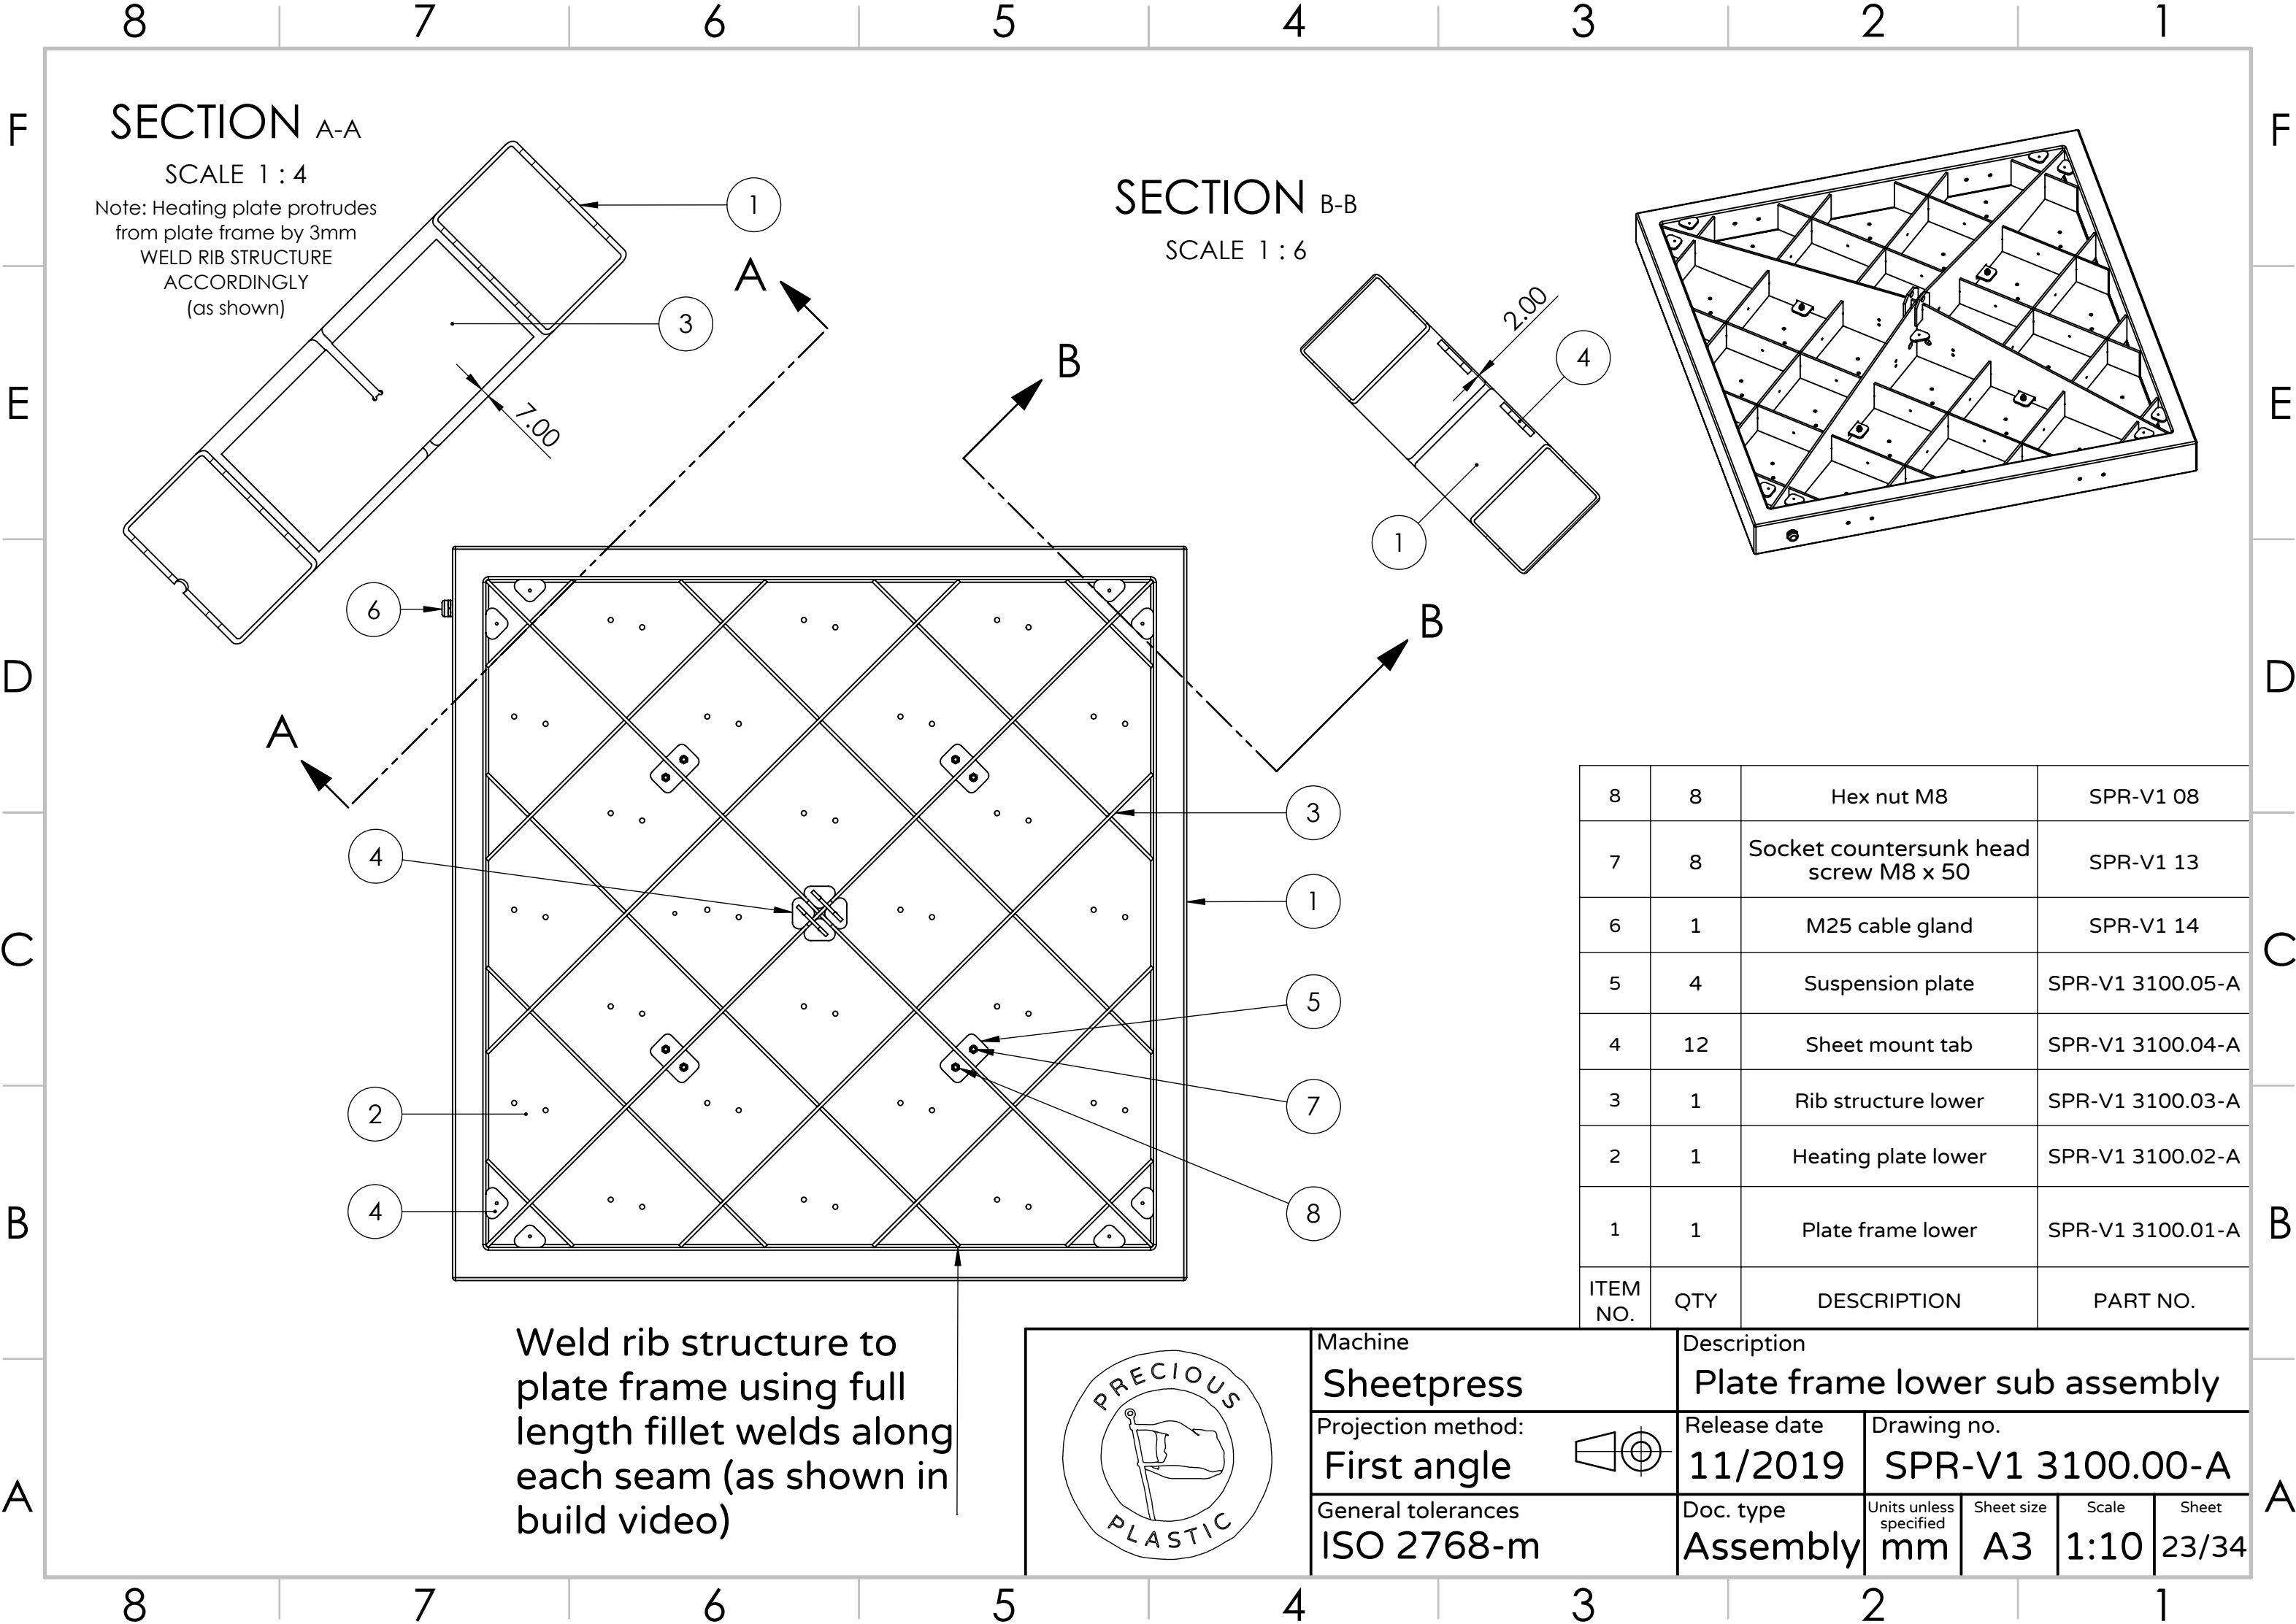 8 7 6 5 4 3 2 1
F F
E E
D D
C C
B B
A A
SECTION A-A
SCALE 1 : 4
Note: Heating plate protrudes
from plate frame by 3mm
WELD RIB STRUCTURE
ACCORDINGLY
(as shown)
1
3
7.00
A
A
SECTION B-B
SCALE 1 : 6
2.00
4
1
B
B
6
4
2
4
3
1
5
7
8
Weld rib structure to
plate frame using full
length fillet welds along
each seam (as shown in
build video)
8 8 Hex nut M8 SPR-V1 08
7 8 Socket countersunk head
screw M8 x 50 SPR-V1 13
6 1 M25 cable gland SPR-V1 14
5 4 Suspension plate SPR-V1 3100.05-A
4 12 Sheet mount tab SPR-V1 3100.04-A
3 1 Rib structure lower SPR-V1 3100.03-A
2 1 Heating plate lower SPR-V1 3100.02-A
1 1 Plate frame lower SPR-V1 3100.01-A
ITEM
NO. QTY DESCRIPTION PART NO.
PRECIOUS
PLASTIC
Machine
Sheetpress
Description
Plate frame lower sub assembly
Projection method:
First angle
Release date
11/2019
Drawing no.
SPR-V1 3100.00-A
General tolerances
ISO 2768-m
Doc. type
Assembly
Units unless
specified
mm
Sheet size
A3
Scale
1:10
Sheet
23/34
8 7 6 5 4 3 2 1